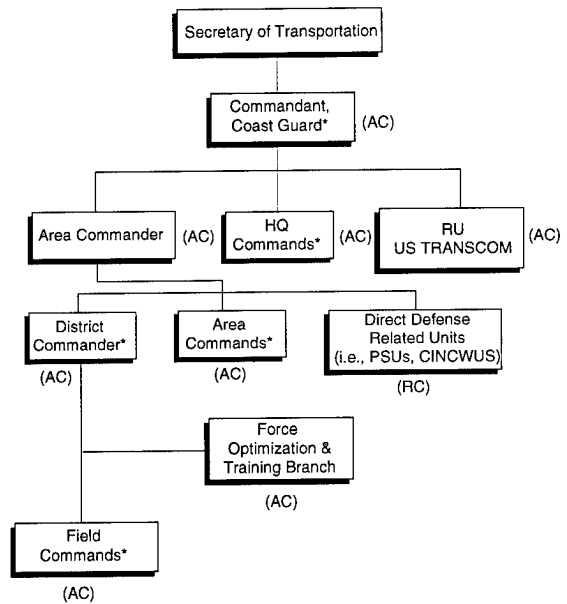 Secretary of Transportation
Commandant,
Coast Guard*
(AC)
Area Commander
(AC)
HQ
Commands*
(AC)
RU
US TRANSCOM
(AC)
District
Commander*
(AC)
Area
Commands*
(AC)
Direct Defense
Related Units
(i.e., PSUs, CINCWUS)
(RC)
Force
Optimization &
Training Branch
(AC)
Field
Commands*
(AC)